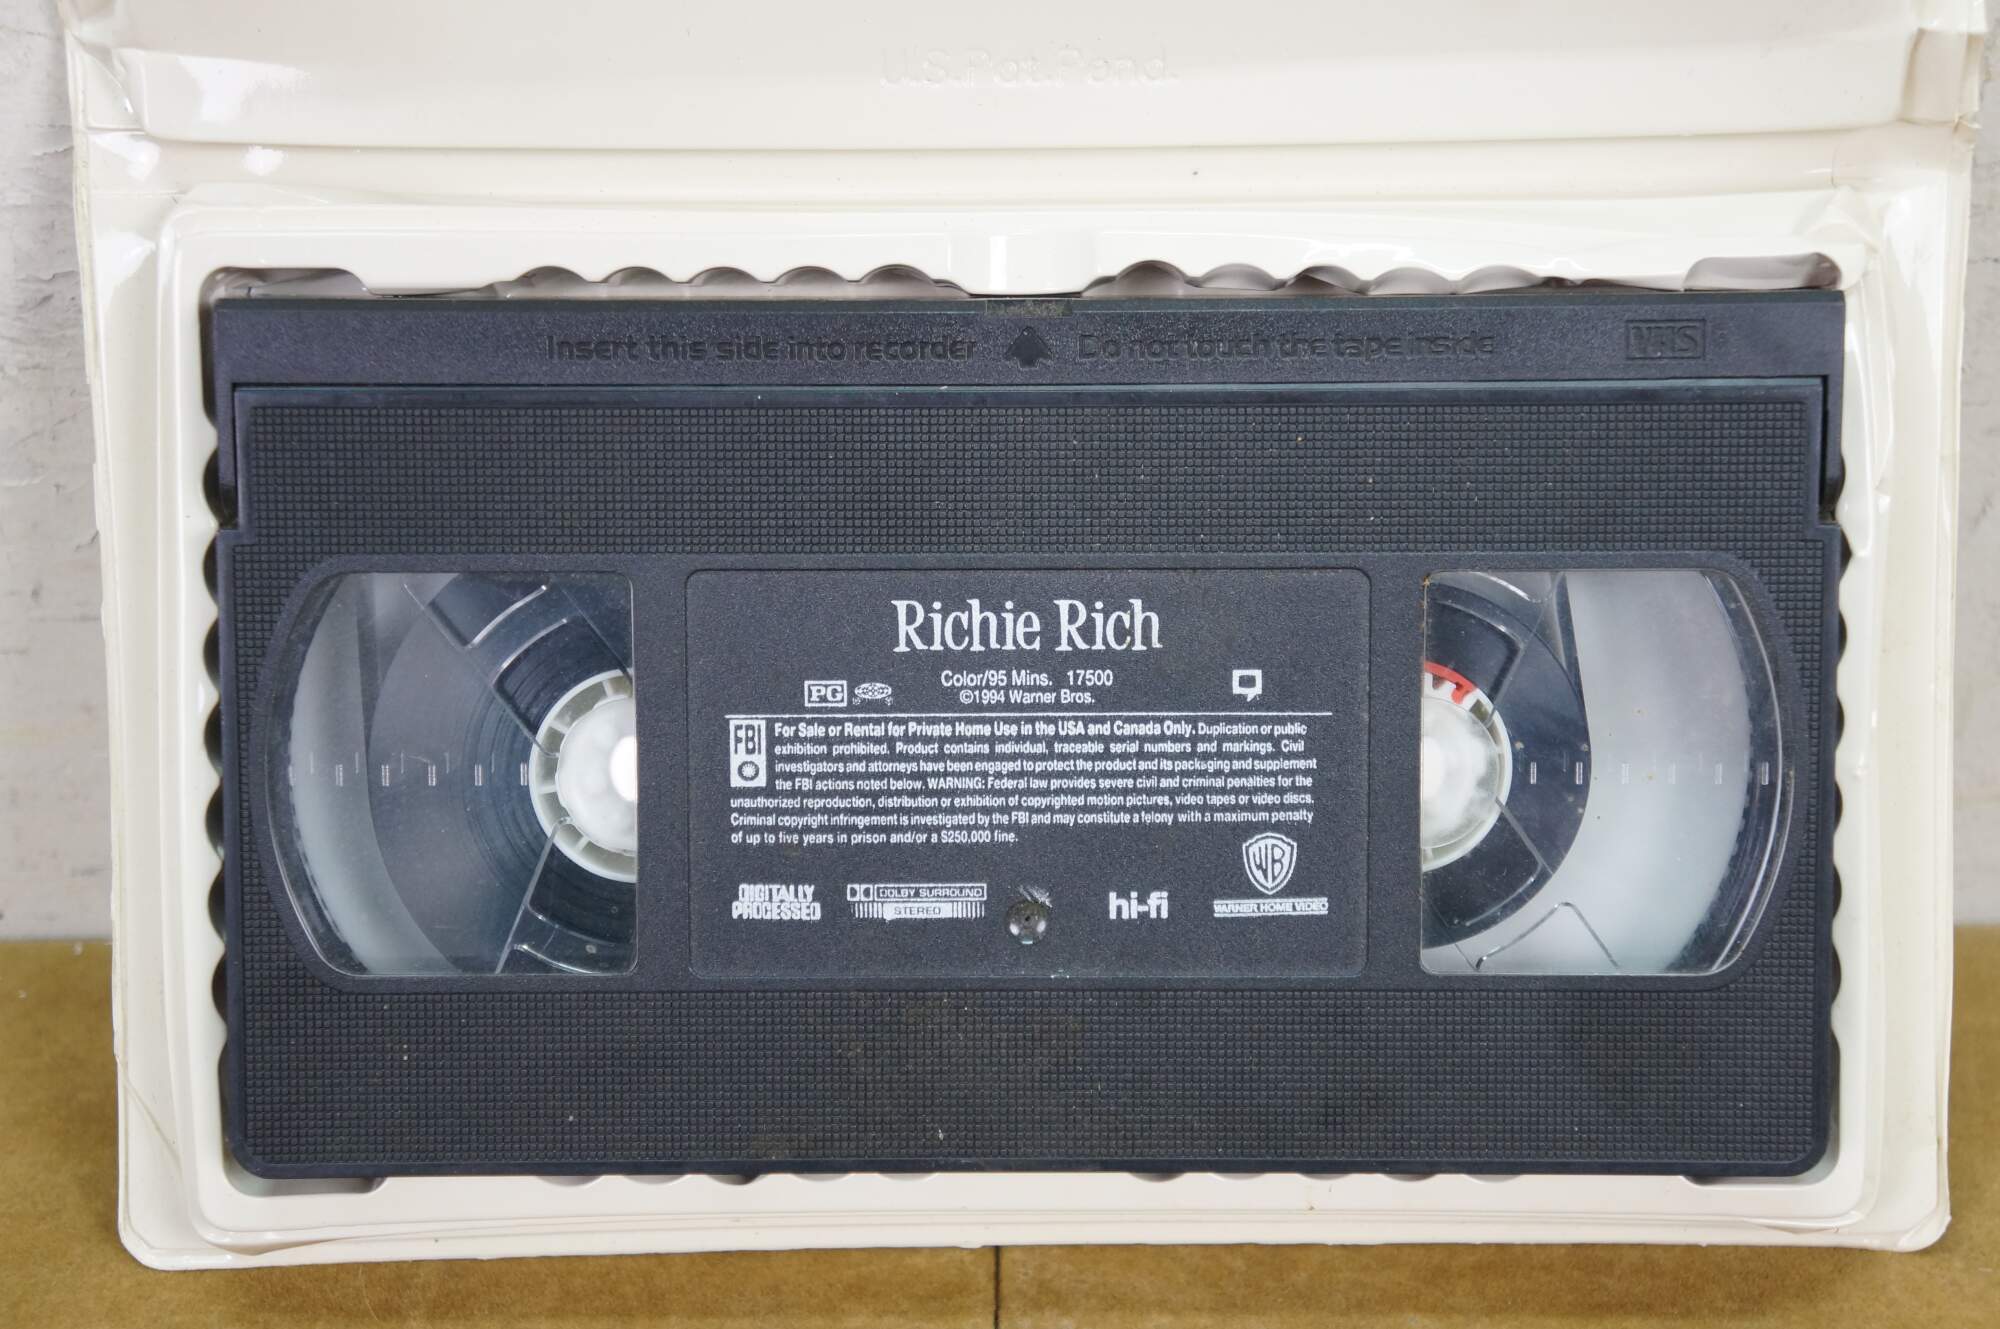 U.S.Pat.Pend.
Insert this side into recorder Do not touch the tape inside VHS
Richie Rich
Color/95 Mins. 17500
PG ©1994 Warner Bros.
FBI
For Sale or Rental for Private Home Use in the USA and Canada Only. Duplication or public
exhibition prohibited. Product contains individual, traceable serial numbers and markings. Civil
investigators and attorneys have been engaged to protect the product and its packaging and supplement
the FBI actions noted below. WARNING: Federal law provides severe civil and criminal penalties for the
unauthorized reproduction, distribution or exhibition of copyrighted motion pictures, video tapes or video discs.
Criminal copyright infringement is investigated by the FBI and may constitute a felony with a maximum penalty
of up to five years in prison and/or a $250,000 fine.
DIGITALLY
PROCESSED
DOLBY SURROUND
STEREO
hi-fi
WB
WARNER HOME VIDEO